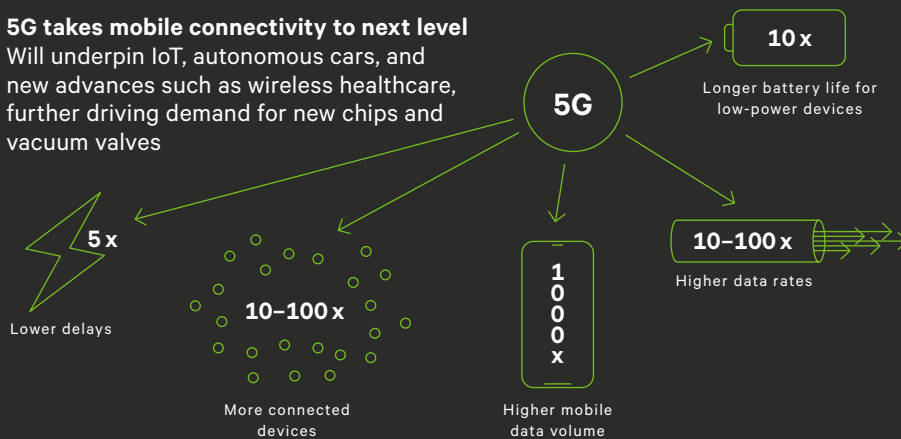 5G takes mobile connectivity to next level
Will underpin IoT, autonomous cars, and
new advances such as wireless healthcare,
further driving demand for new chips and
vacuum valves
5G
10 x
Longer battery life for
low-power devices
5 x
Lower delays
10–100 x
More connected
devices
1
0
0
0
x
Higher mobile
data volume
10–100 x
Higher data rates